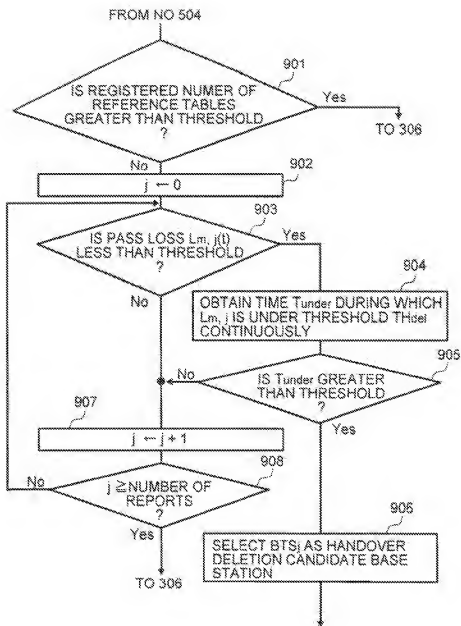 FROM NO 504
901
IS REGISTERED NUMER OF
REFERENCE TABLES
GREATER THAN THRESHOLD
?
Yes
TO 306
No
902
j ← 0
903
IS PASS LOSS Lm, j(t)
LESS THAN THRESHOLD
?
Yes
No
904
OBTAIN TIME Tunder DURING WHICH
Lm, j IS UNDER THRESHOLD THdel
CONTINUOUSLY
905
IS Tunder GREATER
THAN THRESHOLD
?
No
Yes
907
j ← j + 1
908
j ≧ NUMBER OF
REPORTS
?
No
Yes
TO 306
906
SELECT BTSj AS HANDOVER
DELETION CANDIDATE BASE
STATION